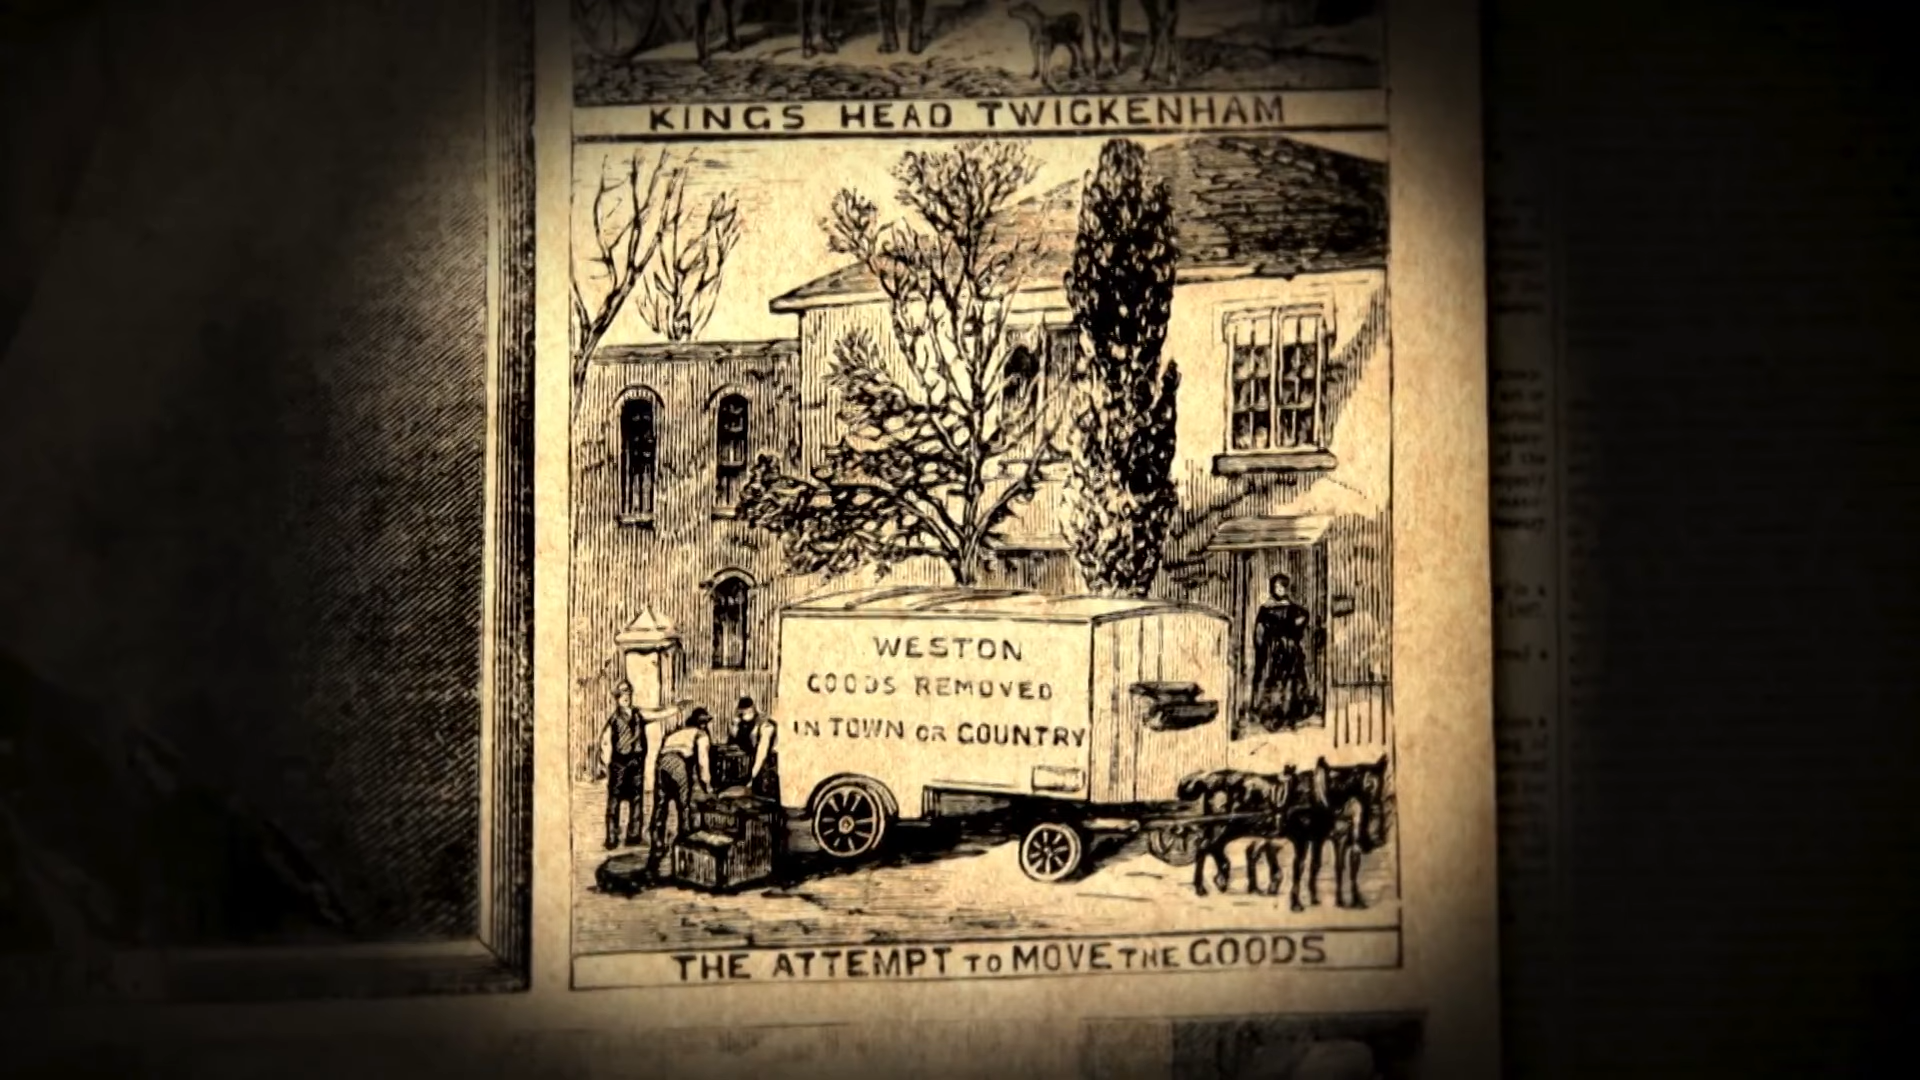 KINGS HEAD TWICKENHAM
WESTON
GOODS REMOVED
IN TOWN OR COUNTRY
THE ATTEMPT TO MOVE THE GOODS